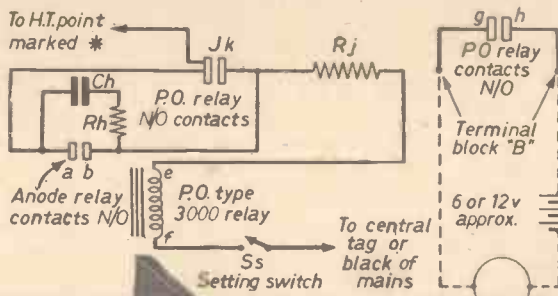 To H.T. point
marked *
Jk
Rj
g h
P.O relay
contacts
N/O
Ch
Rh
P.O. relay
N/O contacts
a b
Anode relay
contacts N/O
e
P.O. type
3000 relay
f
Ss
Setting switch
To central
tag or
black of
mains
Terminal
block "B"
6 or 12v
approx.